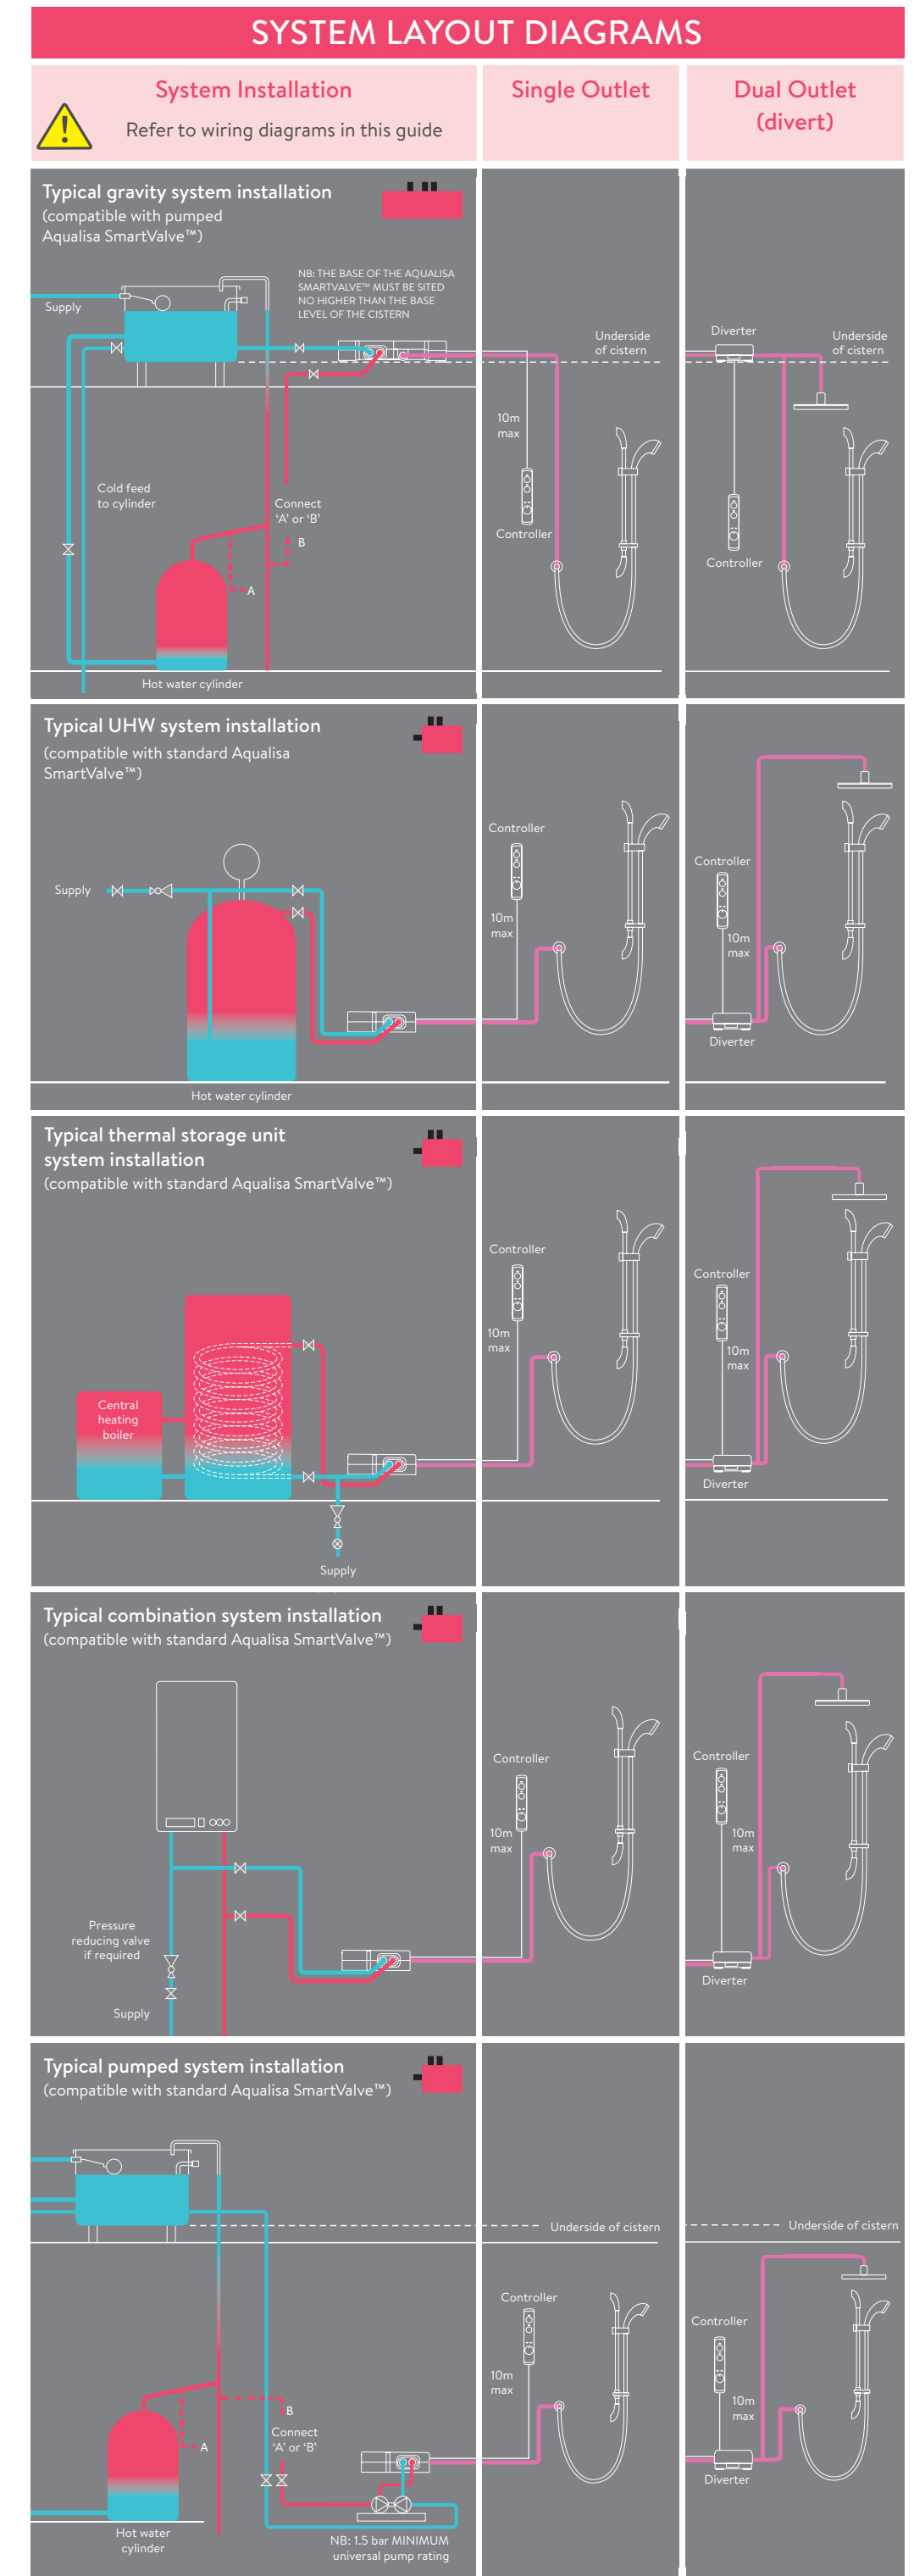 SYSTEM LAYOUT DIAGRAMS
System Installation
Refer to wiring diagrams in this guide
Single Outlet
Dual Outlet
(divert)
Typical gravity system installation
(compatible with pumped
Aqualisa SmartValve™)
NB: THE BASE OF THE AQUALISA
SMARTVALVE™ MUST BE SITED
NO HIGHER THAN THE BASE
LEVEL OF THE CISTERN
Supply
Cold feed
to cylinder
Connect
‘A’ or ‘B’
B
A
Hot water cylinder
Underside
of cistern
10m
max
Controller
Diverter
Underside
of cistern
Controller
Typical UHW system installation
(compatible with standard Aqualisa
SmartValve™)
Supply
Hot water cylinder
Controller
10m
max
Controller
10m
max
Diverter
Typical thermal storage unit
system installation
(compatible with standard Aqualisa SmartValve™)
Central
heating
boiler
Supply
Controller
10m
max
Controller
10m
max
Diverter
Typical combination system installation
(compatible with standard Aqualisa SmartValve™)
Pressure
reducing valve
if required
Supply
Controller
10m
max
Controller
10m
max
Diverter
Typical pumped system installation
(compatible with standard Aqualisa SmartValve™)
B
Connect
‘A’ or ‘B’
A
Hot water
cylinder
NB: 1.5 bar MINIMUM
universal pump rating
Underside of cistern
Controller
10m
max
Underside of cistern
Controller
10m
max
Diverter